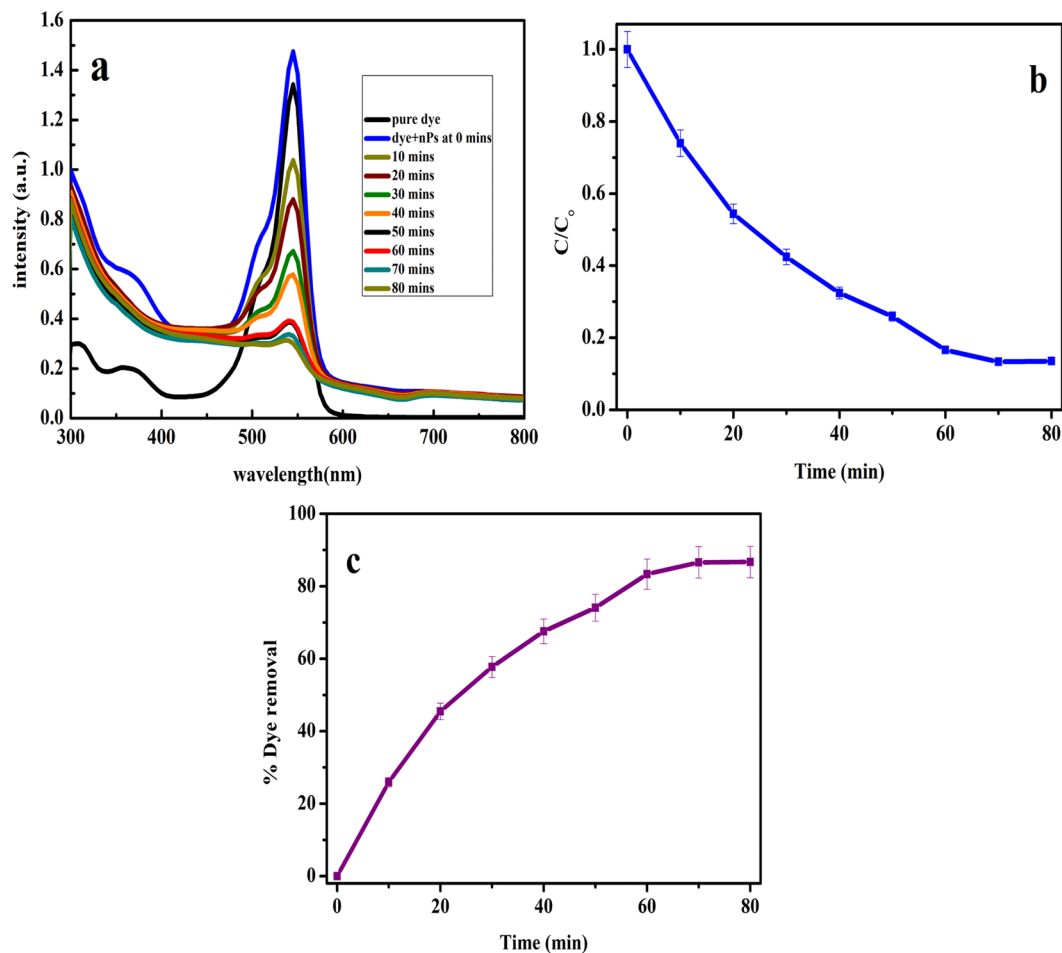 a
1.6
1.4
1.2
1.0
0.8
0.6
0.4
0.2
0.0
300
400
500
600
700
800
intensity (a.u.)
wavelength(nm)
pure dye
dye+nPs at 0 mins
10 mins
20 mins
30 mins
40 mins
50 mins
60 mins
70 mins
80 mins
b
1.0
0.8
0.6
0.4
0.2
0.0
0
20
40
60
80
C/C₀
Time (min)
c
100
80
60
40
20
0
0
20
40
60
80
% Dye removal
Time (min)